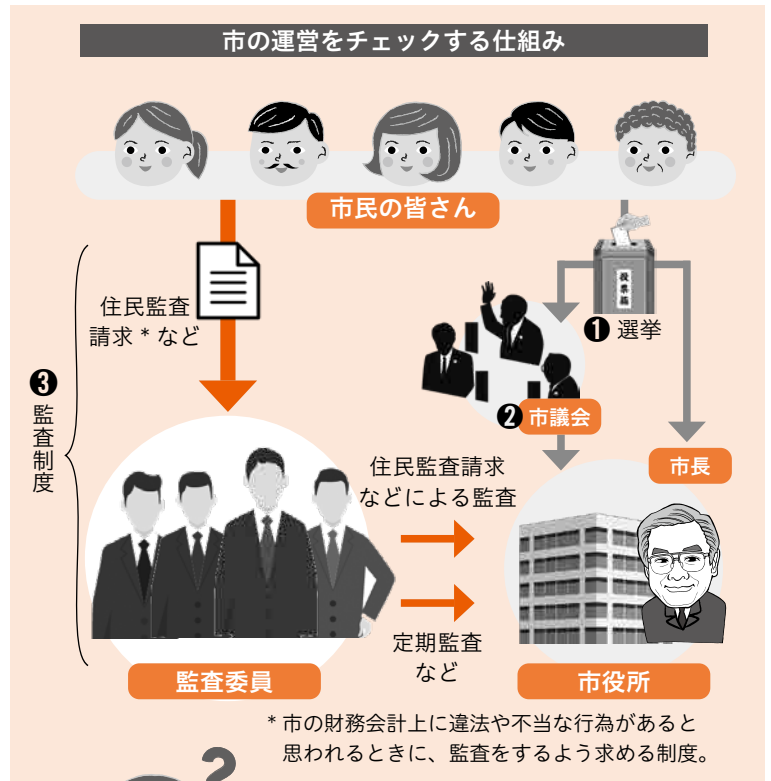 市の運営をチェックする仕組み
市民の皆さん
住民監査
請求*など
投票箱
❶選挙
❷市議会
市長
❸監査制度
住民監査請求
などによる監査
定期監査
など
監査委員
市役所
*市の財務会計上に違法や不当な行為があると
思われるときに、監査をするよう求める制度。
?